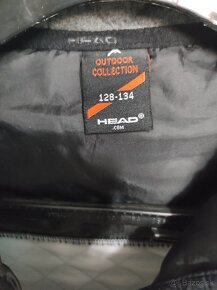 HEAD
OUTDOOR
COLLECTION
128-134
HEAD
.COM